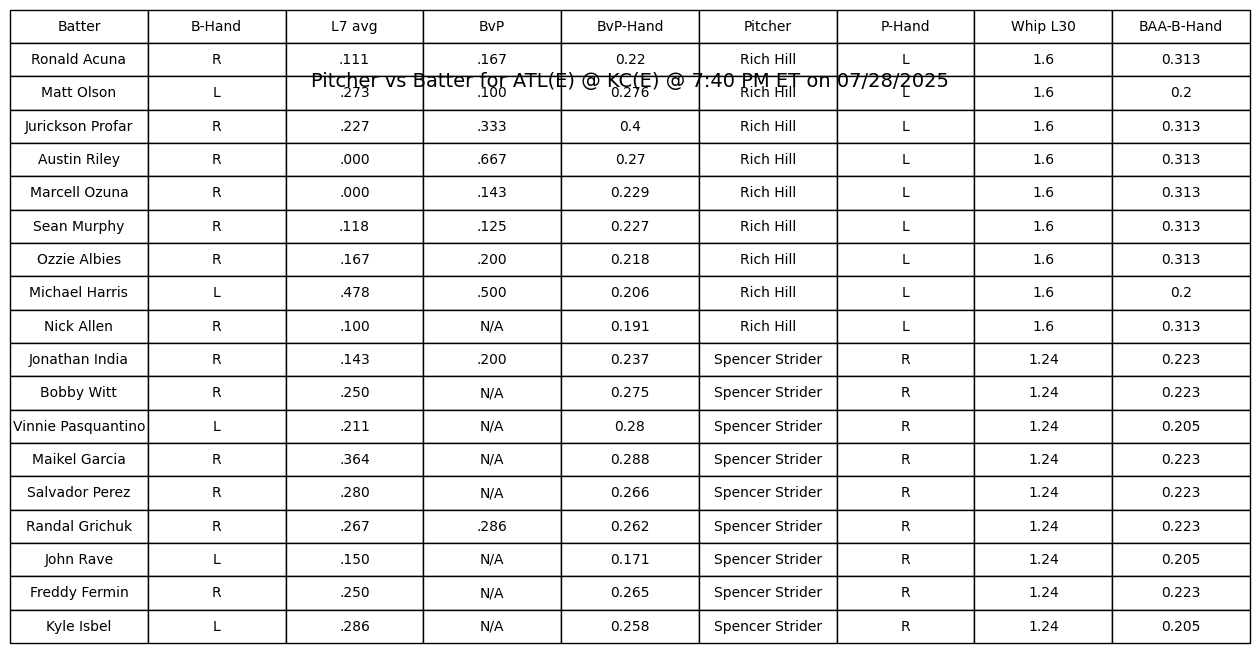 Batter B-Hand L7 avg BvP BvP-Hand Pitcher P-Hand Whip L30 BAA-B-Hand
Ronald Acuna R .111 .167 0.22 Rich Hill L 1.6 0.313
Pitcher vs Batter for ATL(E) @ KC(E) @ 7:40 PM ET on 07/28/2025
Matt Olson L .273 .100 0.276 Rich Hill L 1.6 0.2
Jurickson Profar R .227 .333 0.4 Rich Hill L 1.6 0.313
Austin Riley R .000 .667 0.27 Rich Hill L 1.6 0.313
Marcell Ozuna R .000 .143 0.229 Rich Hill L 1.6 0.313
Sean Murphy R .118 .125 0.227 Rich Hill L 1.6 0.313
Ozzie Albies R .167 .200 0.218 Rich Hill L 1.6 0.313
Michael Harris L .478 .500 0.206 Rich Hill L 1.6 0.2
Nick Allen R .100 N/A 0.191 Rich Hill L 1.6 0.313
Jonathan India R .143 .200 0.237 Spencer Strider R 1.24 0.223
Bobby Witt R .250 N/A 0.275 Spencer Strider R 1.24 0.223
Vinnie Pasquantino L .211 N/A 0.28 Spencer Strider R 1.24 0.205
Maikel Garcia R .364 N/A 0.288 Spencer Strider R 1.24 0.223
Salvador Perez R .280 N/A 0.266 Spencer Strider R 1.24 0.223
Randal Grichuk R .267 .286 0.262 Spencer Strider R 1.24 0.223
John Rave L .150 N/A 0.171 Spencer Strider R 1.24 0.205
Freddy Fermin R .250 N/A 0.265 Spencer Strider R 1.24 0.223
Kyle Isbel L .286 N/A 0.258 Spencer Strider R 1.24 0.205